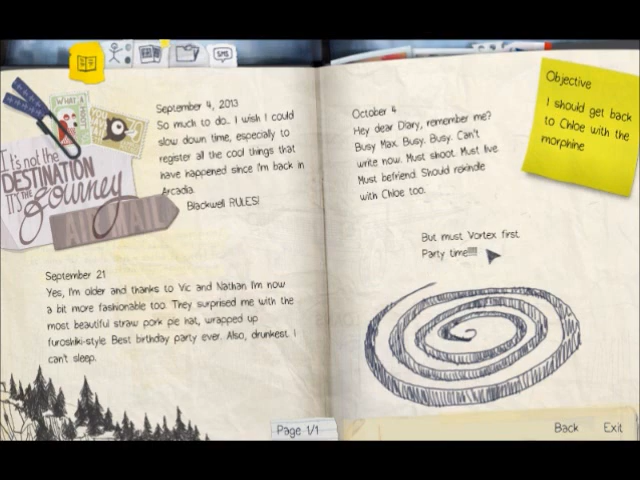 SMS
WHAT A HOOT!
It's not the
DESTINATION
IT'S THE
Journey
AIR MAIL
September 4, 2013
So much to do. I wish I could
slow down time, especially to
register all the cool things that
have happened since I'm back in
Arcadia.
Blackwell RULES!
September 21
Yes, I'm older and thanks to Vic and Nathan I'm now
a bit more fashionable too. They surprised me with the
most beautiful straw pork pie hat, wrapped up
furoshiki-style. Best birthday party ever. Also, drunkest. I
can't sleep.
October 4
Hey dear Diary, remember me?
Busy Max. Busy. Busy. Can't
write now. Must shoot. Must live.
Must befriend. Should rekindle
with Chloe too.
But must Vortex first.
Party time!!!!!
Objective
I should get back
to Chloe with the
morphine
Page 1/1
Back
Exit